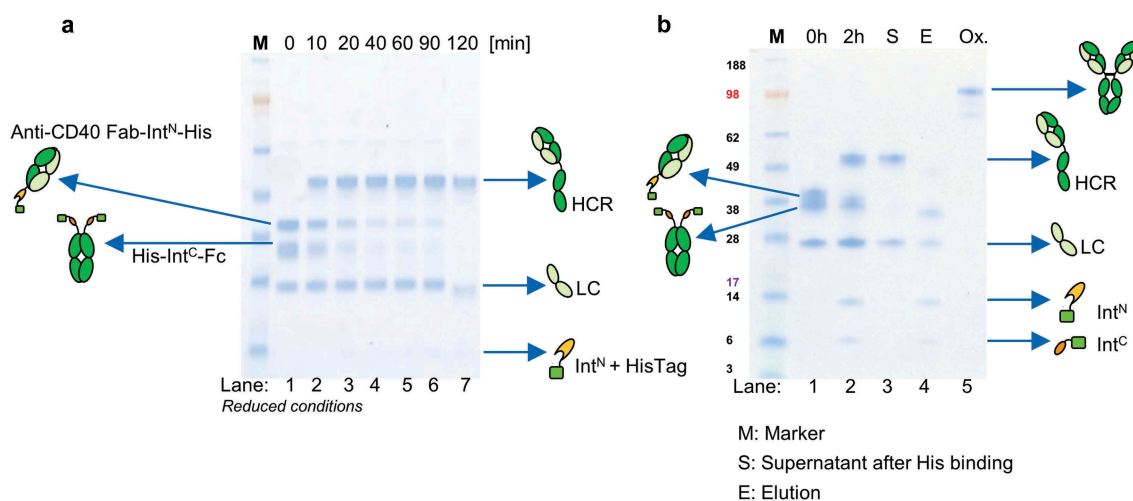 a
M 0 10 20 40 60 90 120 [min]
Anti-CD40 Fab-Intᴺ-His
His-Intᶜ-Fc
HCR
LC
Intᴺ + HisTag
Lane: 1 2 3 4 5 6 7
Reduced conditions
b
M 0h 2h S E Ox.
188
98
62
49
38
28
17
14
6
3
HCR
LC
Intᴺ
Intᶜ
Lane: 1 2 3 4 5
M: Marker
S: Supernatant after His binding
E: Elution